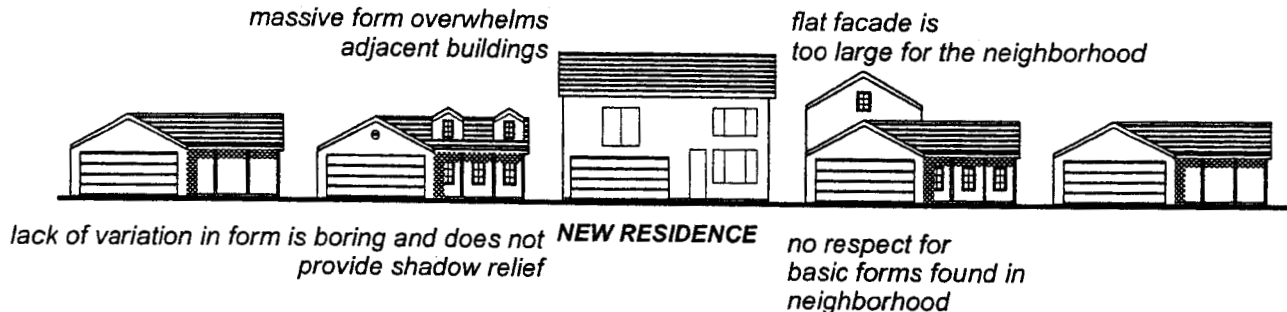 massive form overwhelms
adjacent buildings
flat facade is
too large for the neighborhood
lack of variation in form is boring and does not
provide shadow relief
NEW RESIDENCE
no respect for
basic forms found in
neighborhood